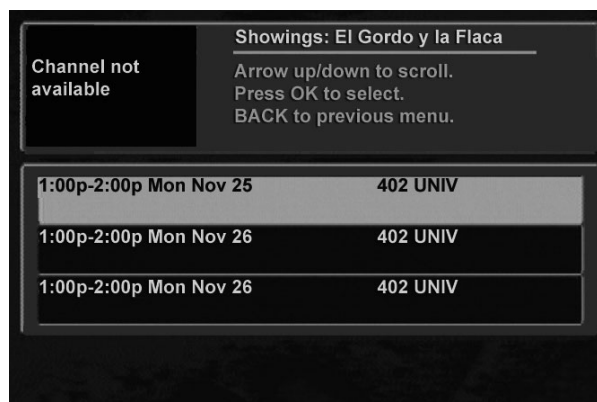 Showings: El Gordo y la Flaca
Channel not
available
Arrow up/down to scroll.
Press OK to select.
BACK to previous menu.
1:00p-2:00p Mon Nov 25 402 UNIV
1:00p-2:00p Mon Nov 26 402 UNIV
1:00p-2:00p Mon Nov 26 402 UNIV